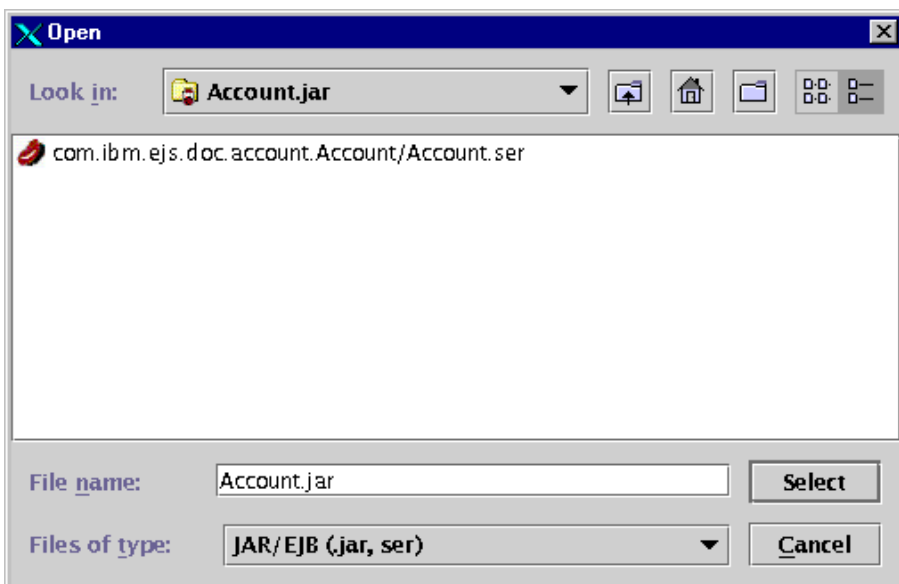 Open
Look in: Account.jar
com.ibm.ejs.doc.account.Account/Account.ser
File name: Account.jar Select
Files of type: JAR/EJB (.jar, ser) Cancel